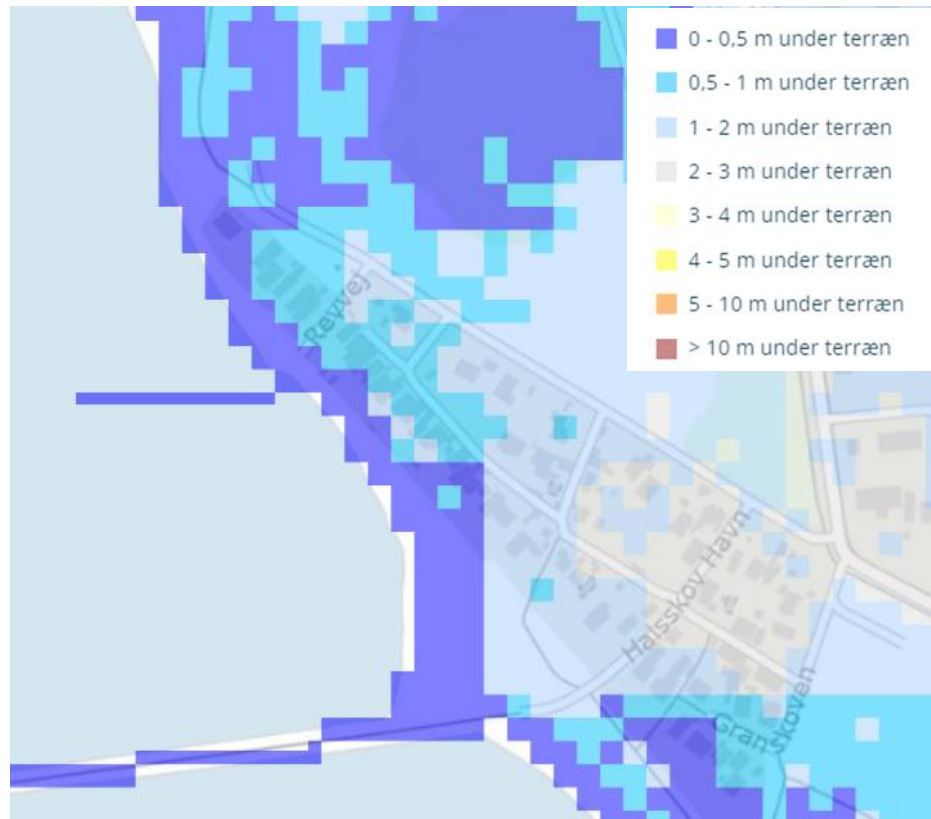 0 - 0,5 m under terræn
0,5 - 1 m under terræn
1 - 2 m under terræn
2 - 3 m under terræn
3 - 4 m under terræn
4 - 5 m under terræn
5 - 10 m under terræn
> 10 m under terræn
Revvej
Halsskov Havn
Granskoven